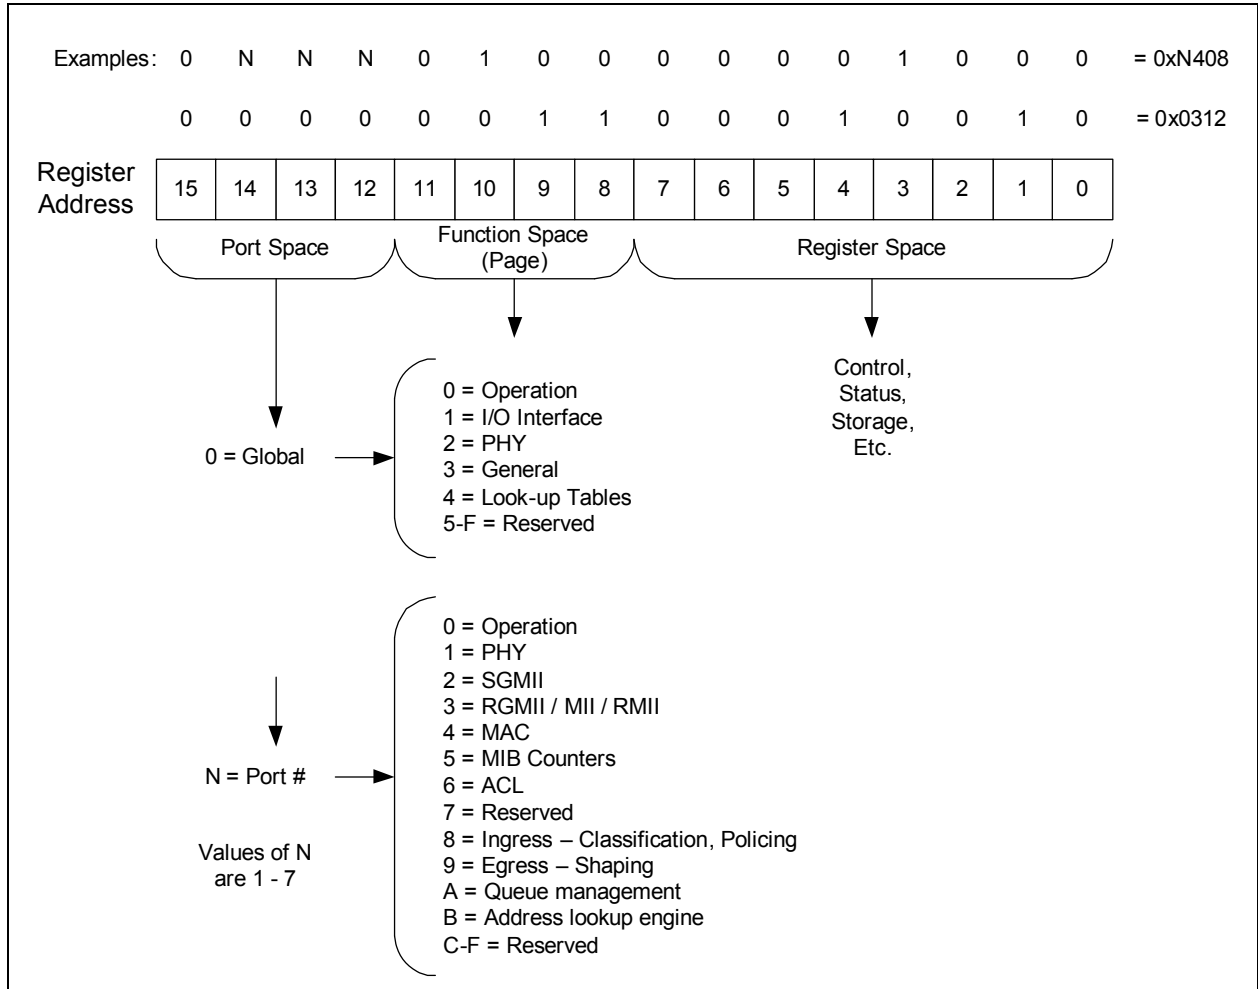 Examples: 0 N N N 0 1 0 0 0 0 0 0 1 0 0 0 = 0xN408
0 0 0 0 0 0 1 1 0 0 0 1 0 0 1 0 = 0x0312
Register Address
15 14 13 12 11 10 9 8 7 6 5 4 3 2 1 0
Port Space
Function Space
(Page)
Register Space
Control,
Status,
Storage,
Etc.
0 = Global
0 = Operation
1 = I/O Interface
2 = PHY
3 = General
4 = Look-up Tables
5-F = Reserved
N = Port #
Values of N
are 1 - 7
0 = Operation
1 = PHY
2 = SGMII
3 = RGMII / MII / RMII
4 = MAC
5 = MIB Counters
6 = ACL
7 = Reserved
8 = Ingress – Classification, Policing
9 = Egress – Shaping
A = Queue management
B = Address lookup engine
C-F = Reserved